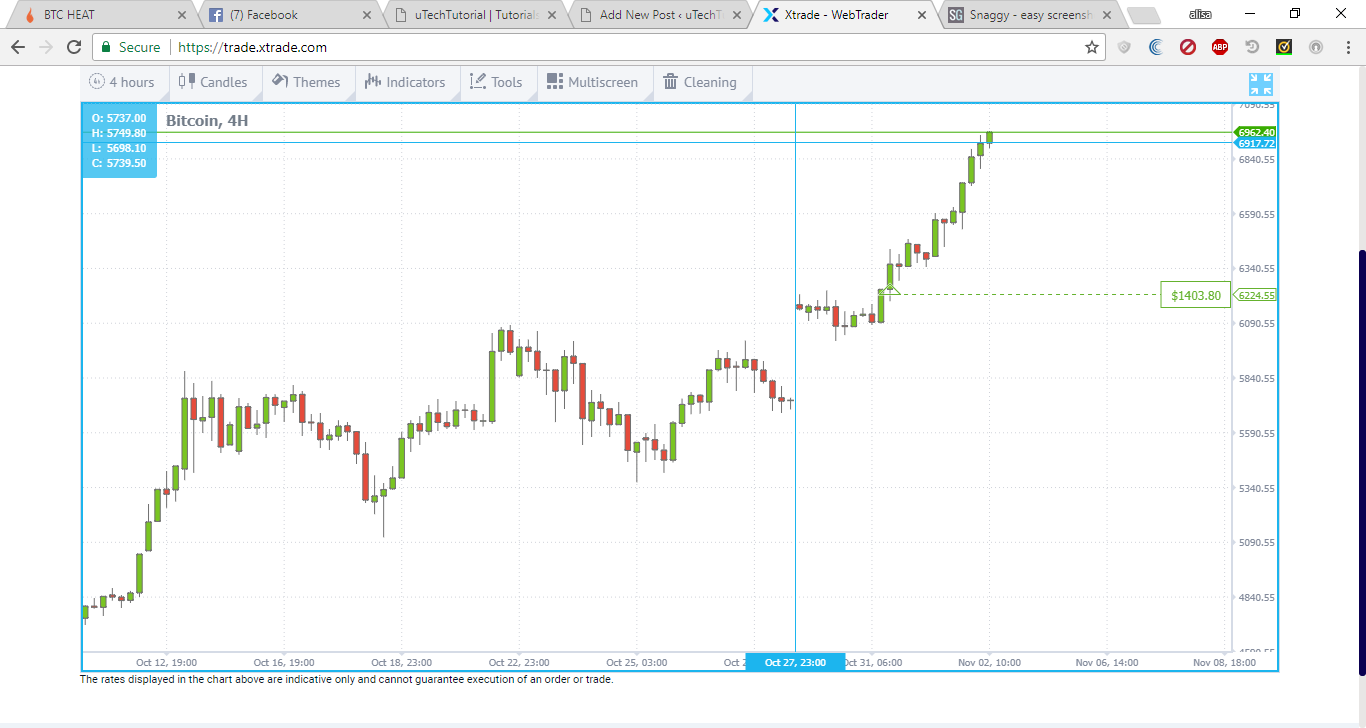 BTC HEAT
(7) Facebook
uTechTutorial | Tutorials
Add New Post ‹ uTechT
Xtrade - WebTrader
SG Snaggy - easy screensh
alisa
Secure | https://trade.xtrade.com
ABP
4 hours Candles Themes Indicators Tools Multiscreen Cleaning
O: 5737.00
H: 5749.80
L: 5698.10
C: 5739.50
Bitcoin, 4H
7090.55
6962.40
6917.72
6840.55
6590.55
6340.55
$1403.80 6224.55
6090.55
5840.55
5590.55
5340.55
5090.55
4840.55
4590.55
Oct 12, 19:00 Oct 16, 19:00 Oct 18, 23:00 Oct 22, 23:00 Oct 25, 03:00 Oct 2 Oct 27, 23:00 Oct 31, 06:00 Nov 02, 10:00 Nov 06, 14:00 Nov 08, 18:00
The rates displayed in the chart above are indicative only and cannot guarantee execution of an order or trade.